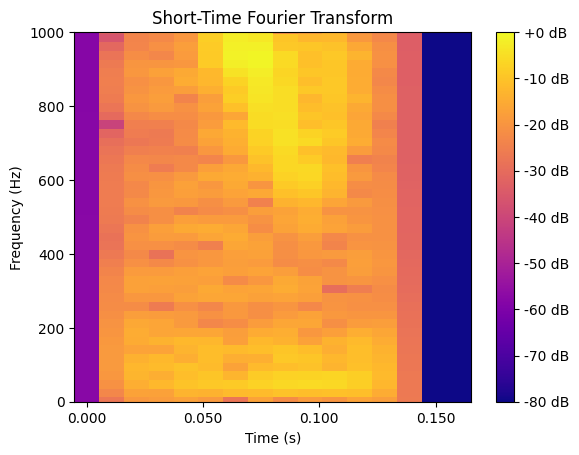 Short-Time Fourier Transform
1000
800
600
400
200
0
Frequency (Hz)
0.000
0.050
0.100
0.150
Time (s)
+0 dB
-10 dB
-20 dB
-30 dB
-40 dB
-50 dB
-60 dB
-70 dB
-80 dB